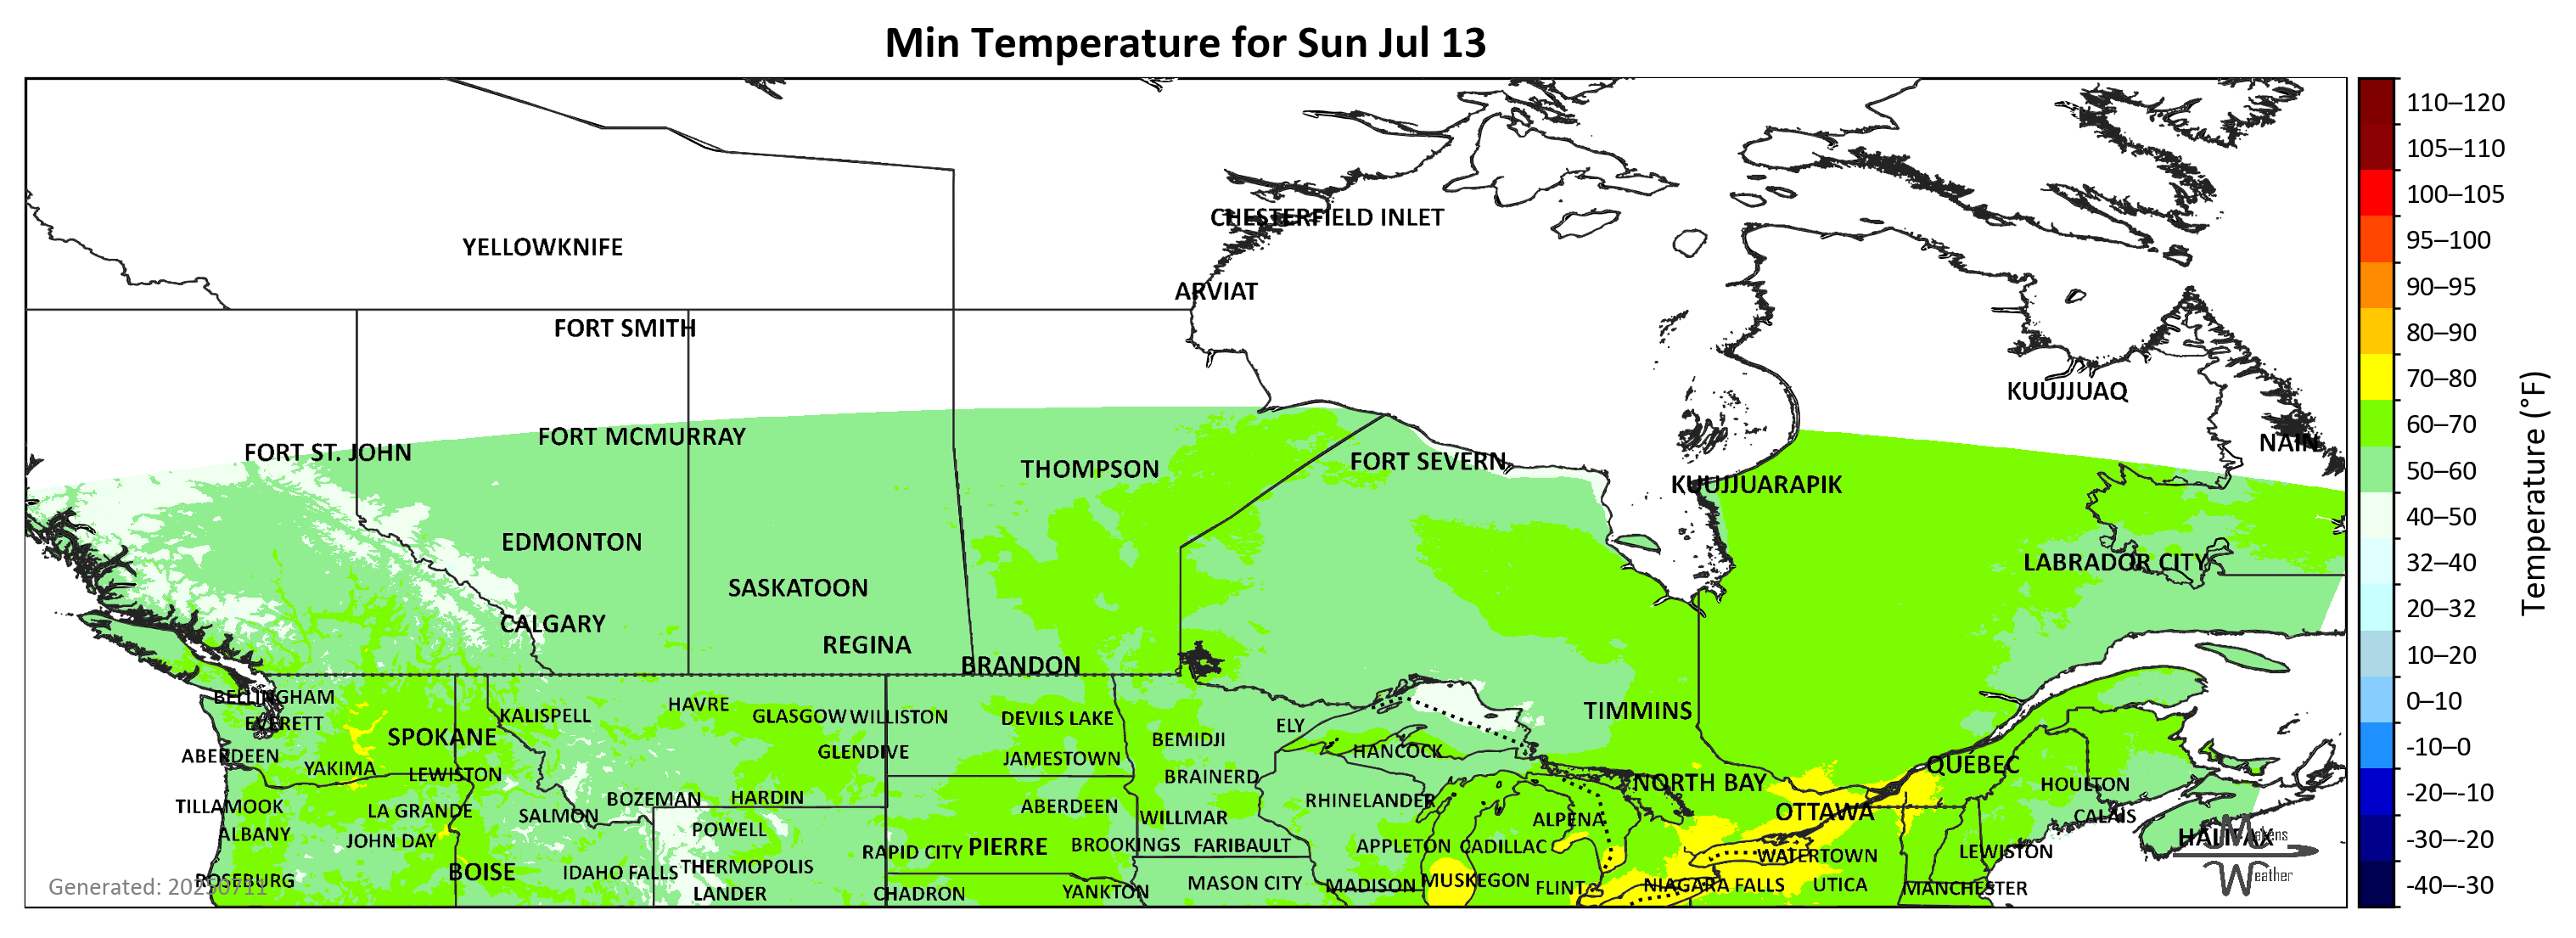 Min Temperature for Sun Jul 13
110–120
105–110
CHESTERFIELD INLET
100–105
YELLOWKNIFE
95–100
ARVIAT
90–95
FORT SMITH
80–90
KUUJJUAQ
70–80
FORT MCMURRAY
60–70
FORT ST. JOHN
NAIN
THOMPSON
FORT SEVERN
50–60
KUUJJUARAPIK
40–50
EDMONTON
LABRADOR CITY
32–40
SASKATOON
20–32
CALGARY
REGINA
10–20
BRANDON
BELLINGHAM
HAVRE
0–10
EVERETT
KALISPELL
GLASGOW
WILLISTON
DEVILS LAKE
ELY
TIMMINS
SPOKANE
BEMIDJI
-10–0
ABERDEEN
GLENDIVE
JAMESTOWN
HANCOCK
QUÉBEC
YAKIMA
LEWISTON
BRAINERD
NORTH BAY
HOULTON
-20–-10
TILLAMOOK
LA GRANDE
BOZEMAN
HARDIN
ABERDEEN
RHINELANDER
OTTAWA
SALMON
WILLMAR
ALPENA
CALAIS
ALBANY
JOHN DAY
POWELL
HALIFAX
Makens
-30–-20
RAPID CITY
PIERRE
BROOKINGS
FARIBAULT
APPLETON
CADILLAC
WATERTOWN
LEWISTON
BOISE
IDAHO FALLS
THERMOPOLIS
Weather
ROSEBURG
Generated: 20250711
MASON CITY
MADISON
MUSKEGON
FLINT
NIAGARA FALLS
UTICA
MANCHESTER
-40–-30
LANDER
CHADRON
YANKTON
Temperature (°F)